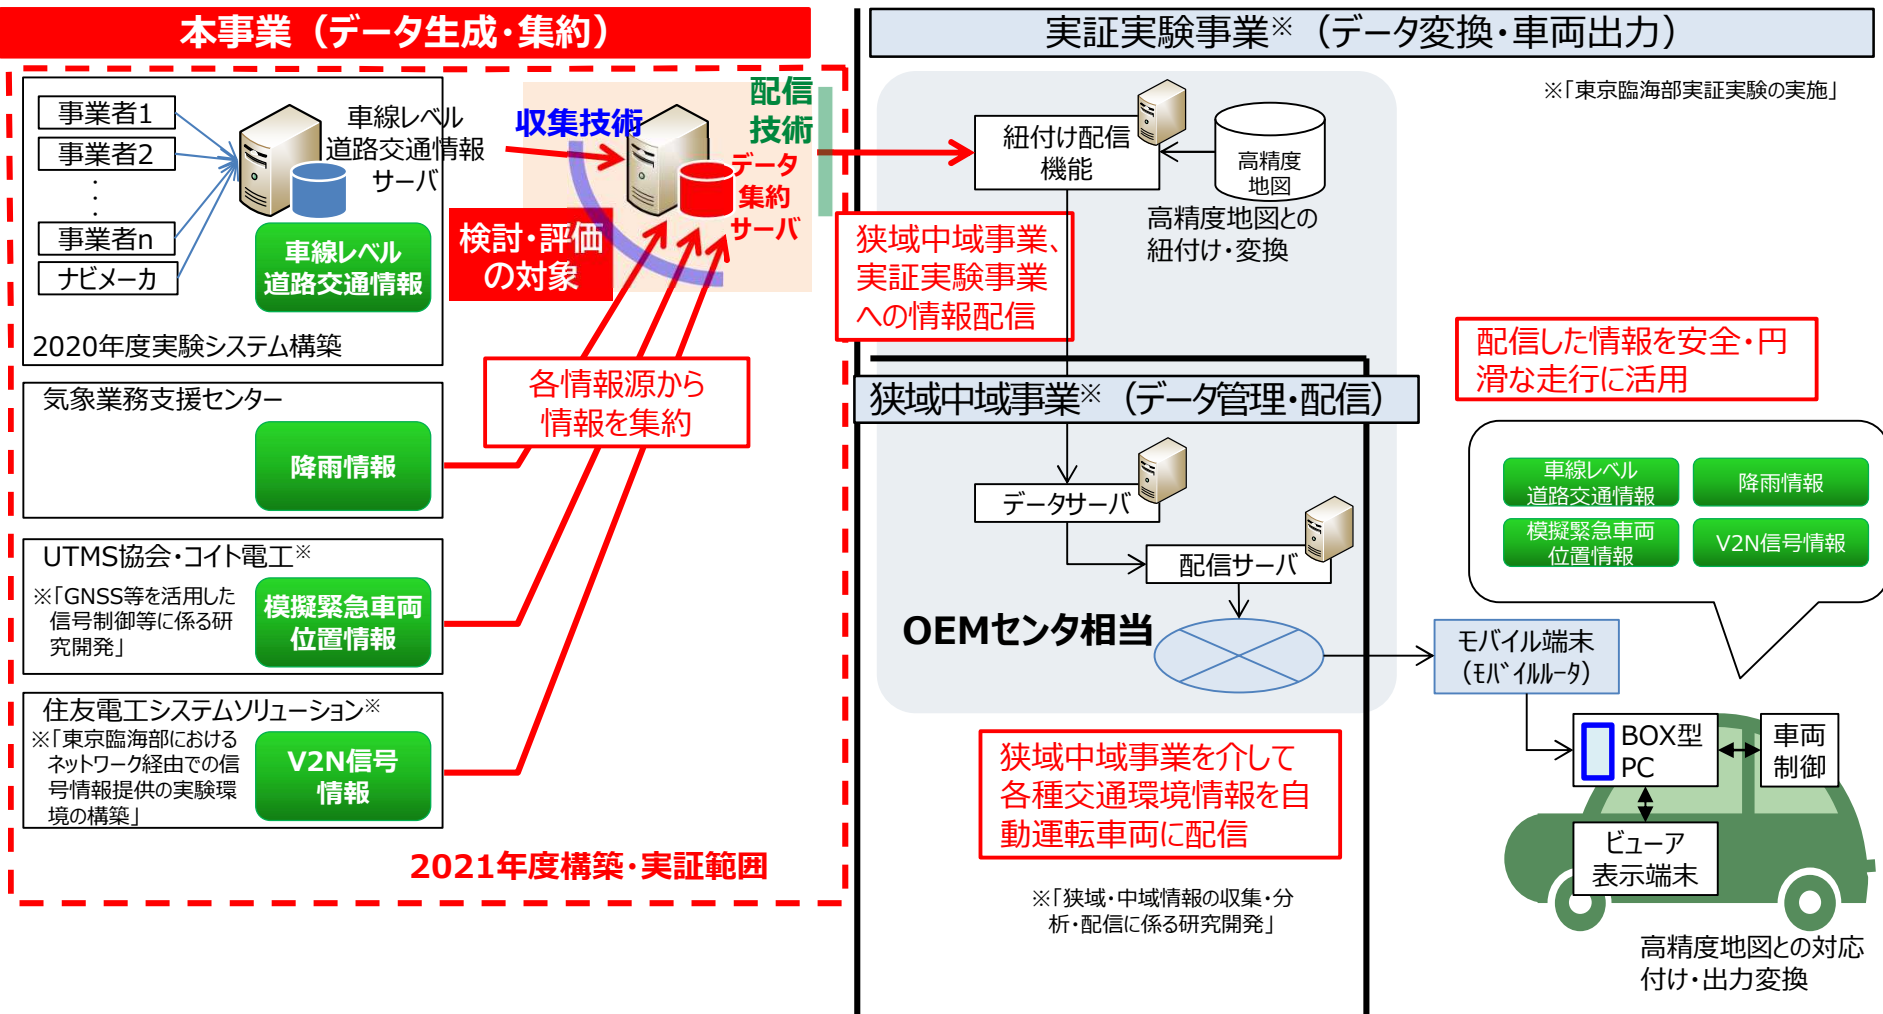 本事業（データ生成・集約）
事業者1
事業者2
：
事業者n
ナビメーカ
車線レベル
道路交通情報
サーバ
車線レベル
道路交通情報
2020年度実験システム構築
収集技術
配信
技術
データ
集約
サーバ
検討・評価
の対象
各情報源から
情報を集約
気象業務支援センター
降雨情報
UTMS協会・コイト電工※
※「GNSS等を活用した
信号制御等に係る研
究開発」
模擬緊急車両
位置情報
住友電工システムソリューション※
※「東京臨海部における
ネットワーク経由での信
号情報提供の実験環
境の構築」
V2N信号
情報
2021年度構築・実証範囲
実証実験事業※（データ変換・車両出力）
※「東京臨海部実証実験の実施」
紐付け配信
機能
高精度
地図
高精度地図との
紐付け・変換
狭域中域事業、
実証実験事業
への情報配信
狭域中域事業※（データ管理・配信）
データサーバ
配信サーバ
OEMセンタ相当
狭域中域事業を介して
各種交通環境情報を自
動運転車両に配信
※「狭域・中域情報の収集・分
析・配信に係る研究開発」
配信した情報を安全・円
滑な走行に活用
車線レベル
道路交通情報
降雨情報
模擬緊急車両
位置情報
V2N信号情報
モバイル端末
（ﾓﾊﾞｲﾙﾙｰﾀ）
BOX型
PC
車両
制御
ビューア
表示端末
高精度地図との対応
付け・出力変換